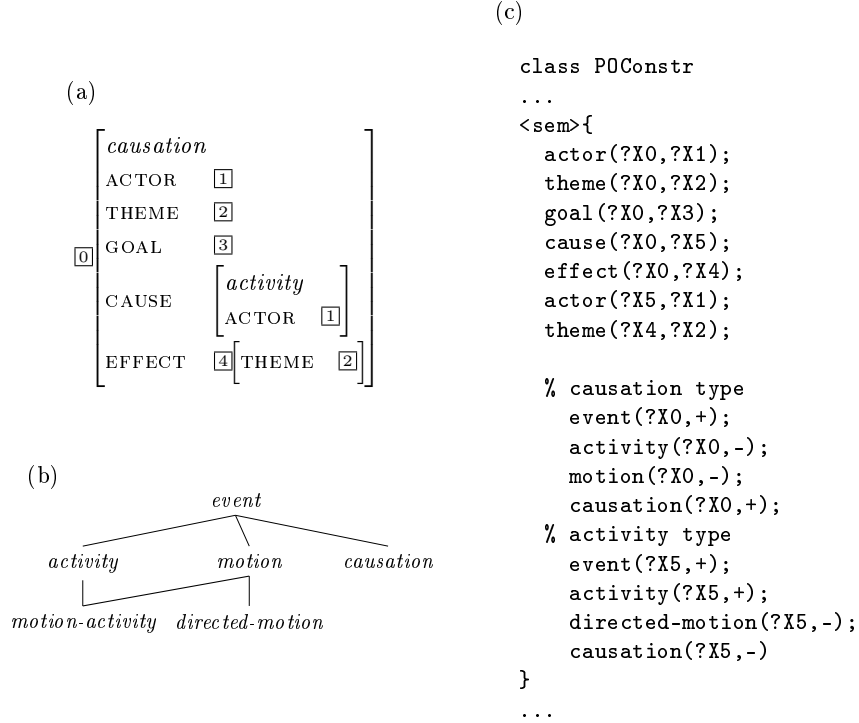 (a)
causation
ACTOR 1
THEME 2
0 GOAL 3
CAUSE activity
ACTOR 1
EFFECT 4 THEME 2
(b)
event
activity motion causation
motion-activity directed-motion
(c)
class POConstr
...
<sem>{
actor(?X0,?X1);
theme(?X0,?X2);
goal(?X0,?X3);
cause(?X0,?X5);
effect(?X0,?X4);
actor(?X5,?X1);
theme(?X4,?X2);
% causation type
event(?X0,+);
activity(?X0,-);
motion(?X0,-);
causation(?X0,+);
% activity type
event(?X5,+);
activity(?X5,+);
directed-motion(?X5,-);
causation(?X5,-)
}
...